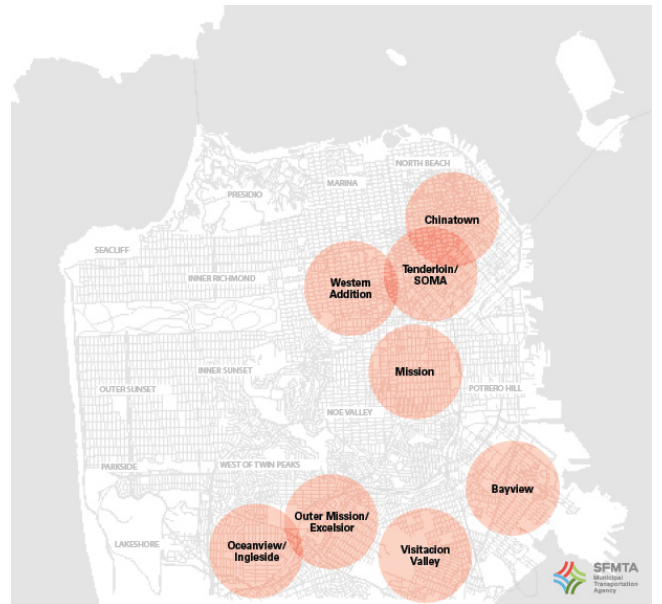 NORTH BEACH
MARINA
PRESIDIO
Chinatown
SEACLIFF
INNER RICHMOND
Tenderloin/
SOMA
Western
Addition
INNER SUNSET
Mission
OUTER SUNSET
POTRERO HILL
NOE VALLEY
PARKSIDE
WEST OF TWIN PEAKS
Bayview
Outer Mission/
Excelsior
Oceanview/
Ingleside
LAKESHORE
Visitacion
Valley
SFMTA
Municipal
Transportation
Agency